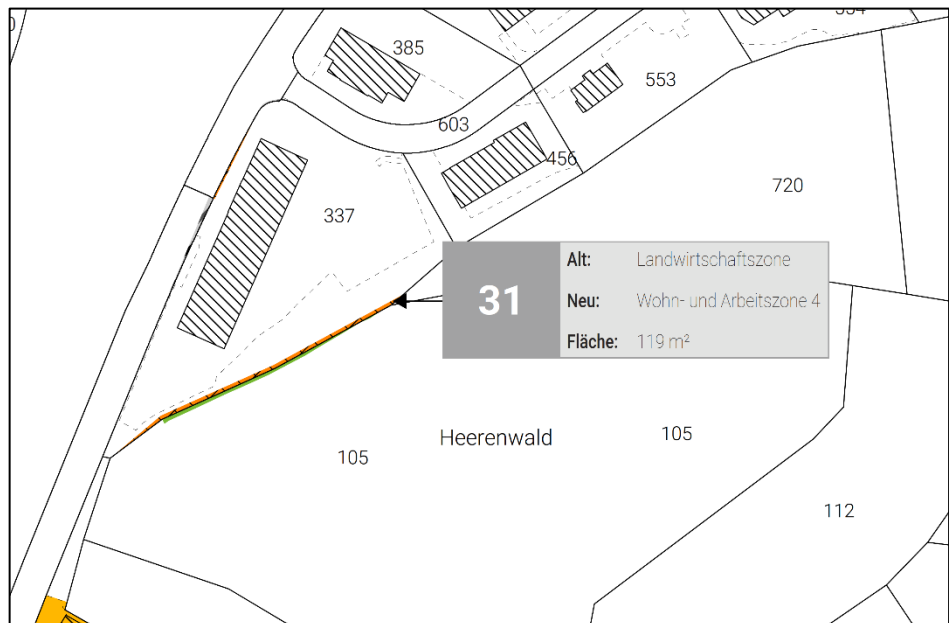 385
553
603
456
720
337
Alt: Landwirtschaftszone
31
Neu: Wohn- und Arbeitszone 4
Fläche: 119 m²
Heerenwald
105
105
112